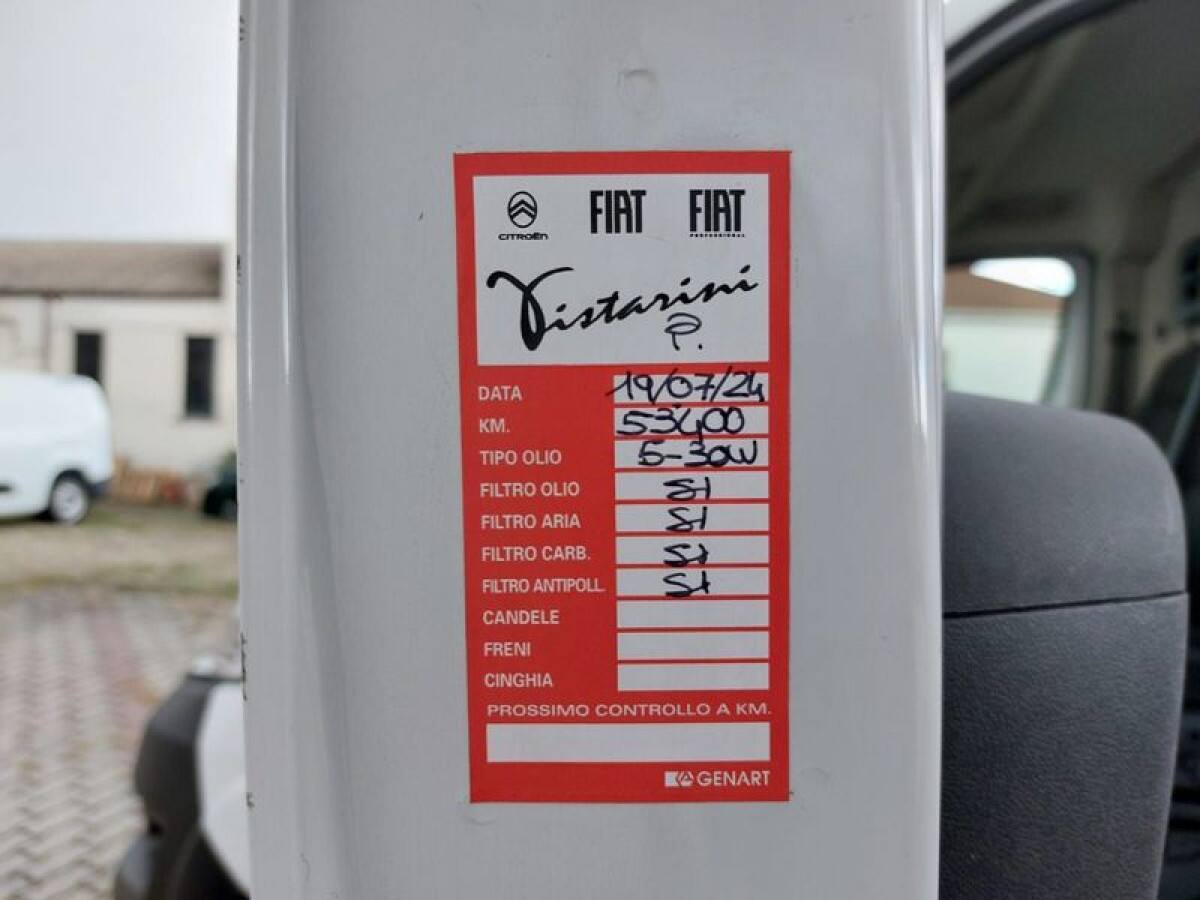 CITROËN FIAT FIAT
PROFESSIONAL
Vistarini
P.
DATA 19/07/24
KM. 53400
TIPO OLIO 5-30W
FILTRO OLIO SI
FILTRO ARIA SI
FILTRO CARB. SI
FILTRO ANTIPOLL. SI
CANDELE
FRENI
CINGHIA
PROSSIMO CONTROLLO A KM.
GENART